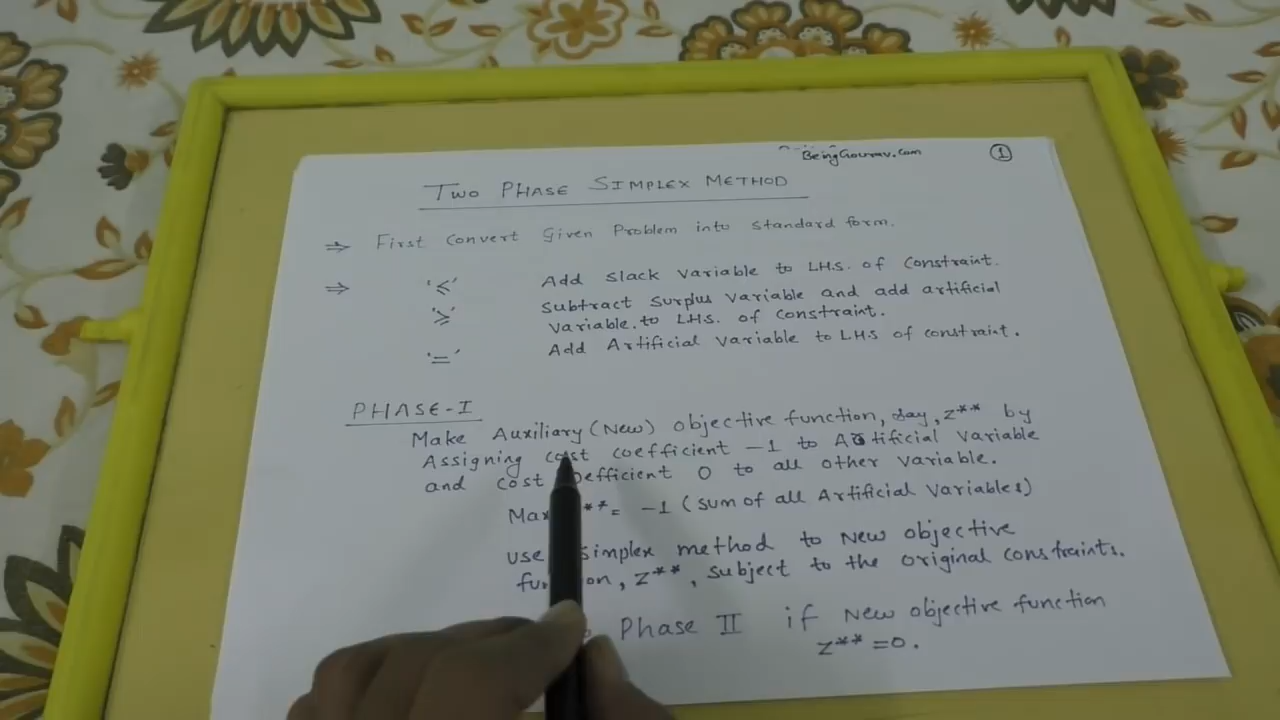 BeingGourav.com
1
TWO PHASE SIMPLEX METHOD
⇒ First Convert Given Problem into Standard form.
⇒ '≤' Add Slack Variable to LHS. of Constraint.
'≥' Subtract Surplus Variable and add artificial
Variable. to LHS. of Constraint.
'=' Add Artificial Variable to LHS of constraint.
PHASE-I
Make Auxiliary (New) objective function, say, Z** by
Assigning cost coefficient -1 to Artificial Variable
and cost coefficient 0 to all other Variable.
Max ** = -1 (sum of all Artificial Variables)
use simplex method to New objective
function, Z**, subject to the original constraints.
Phase II if New objective function
Z** = 0.